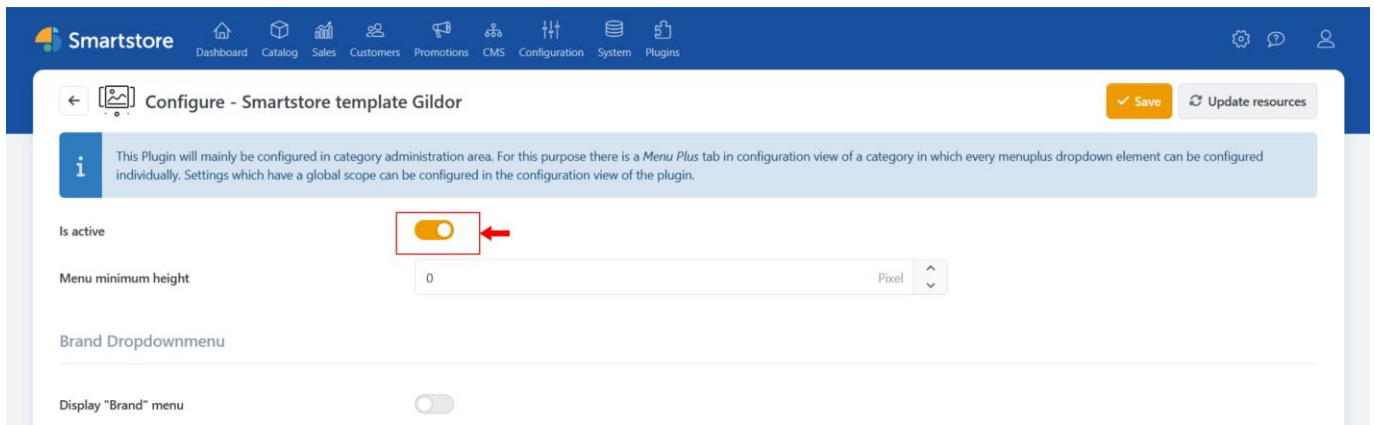 Smartstore
Dashboard Catalog Sales Customers Promotions CMS Configuration System Plugins
Configure - Smartstore template Gildor
Save
Update resources
This Plugin will mainly be configured in category administration area. For this purpose there is a Menu Plus tab in configuration view of a category in which every menuplus dropdown element can be configured
individually. Settings which have a global scope can be configured in the configuration view of the plugin.
Is active
Menu minimum height
0 Pixel
Brand Dropdownmenu
Display "Brand" menu